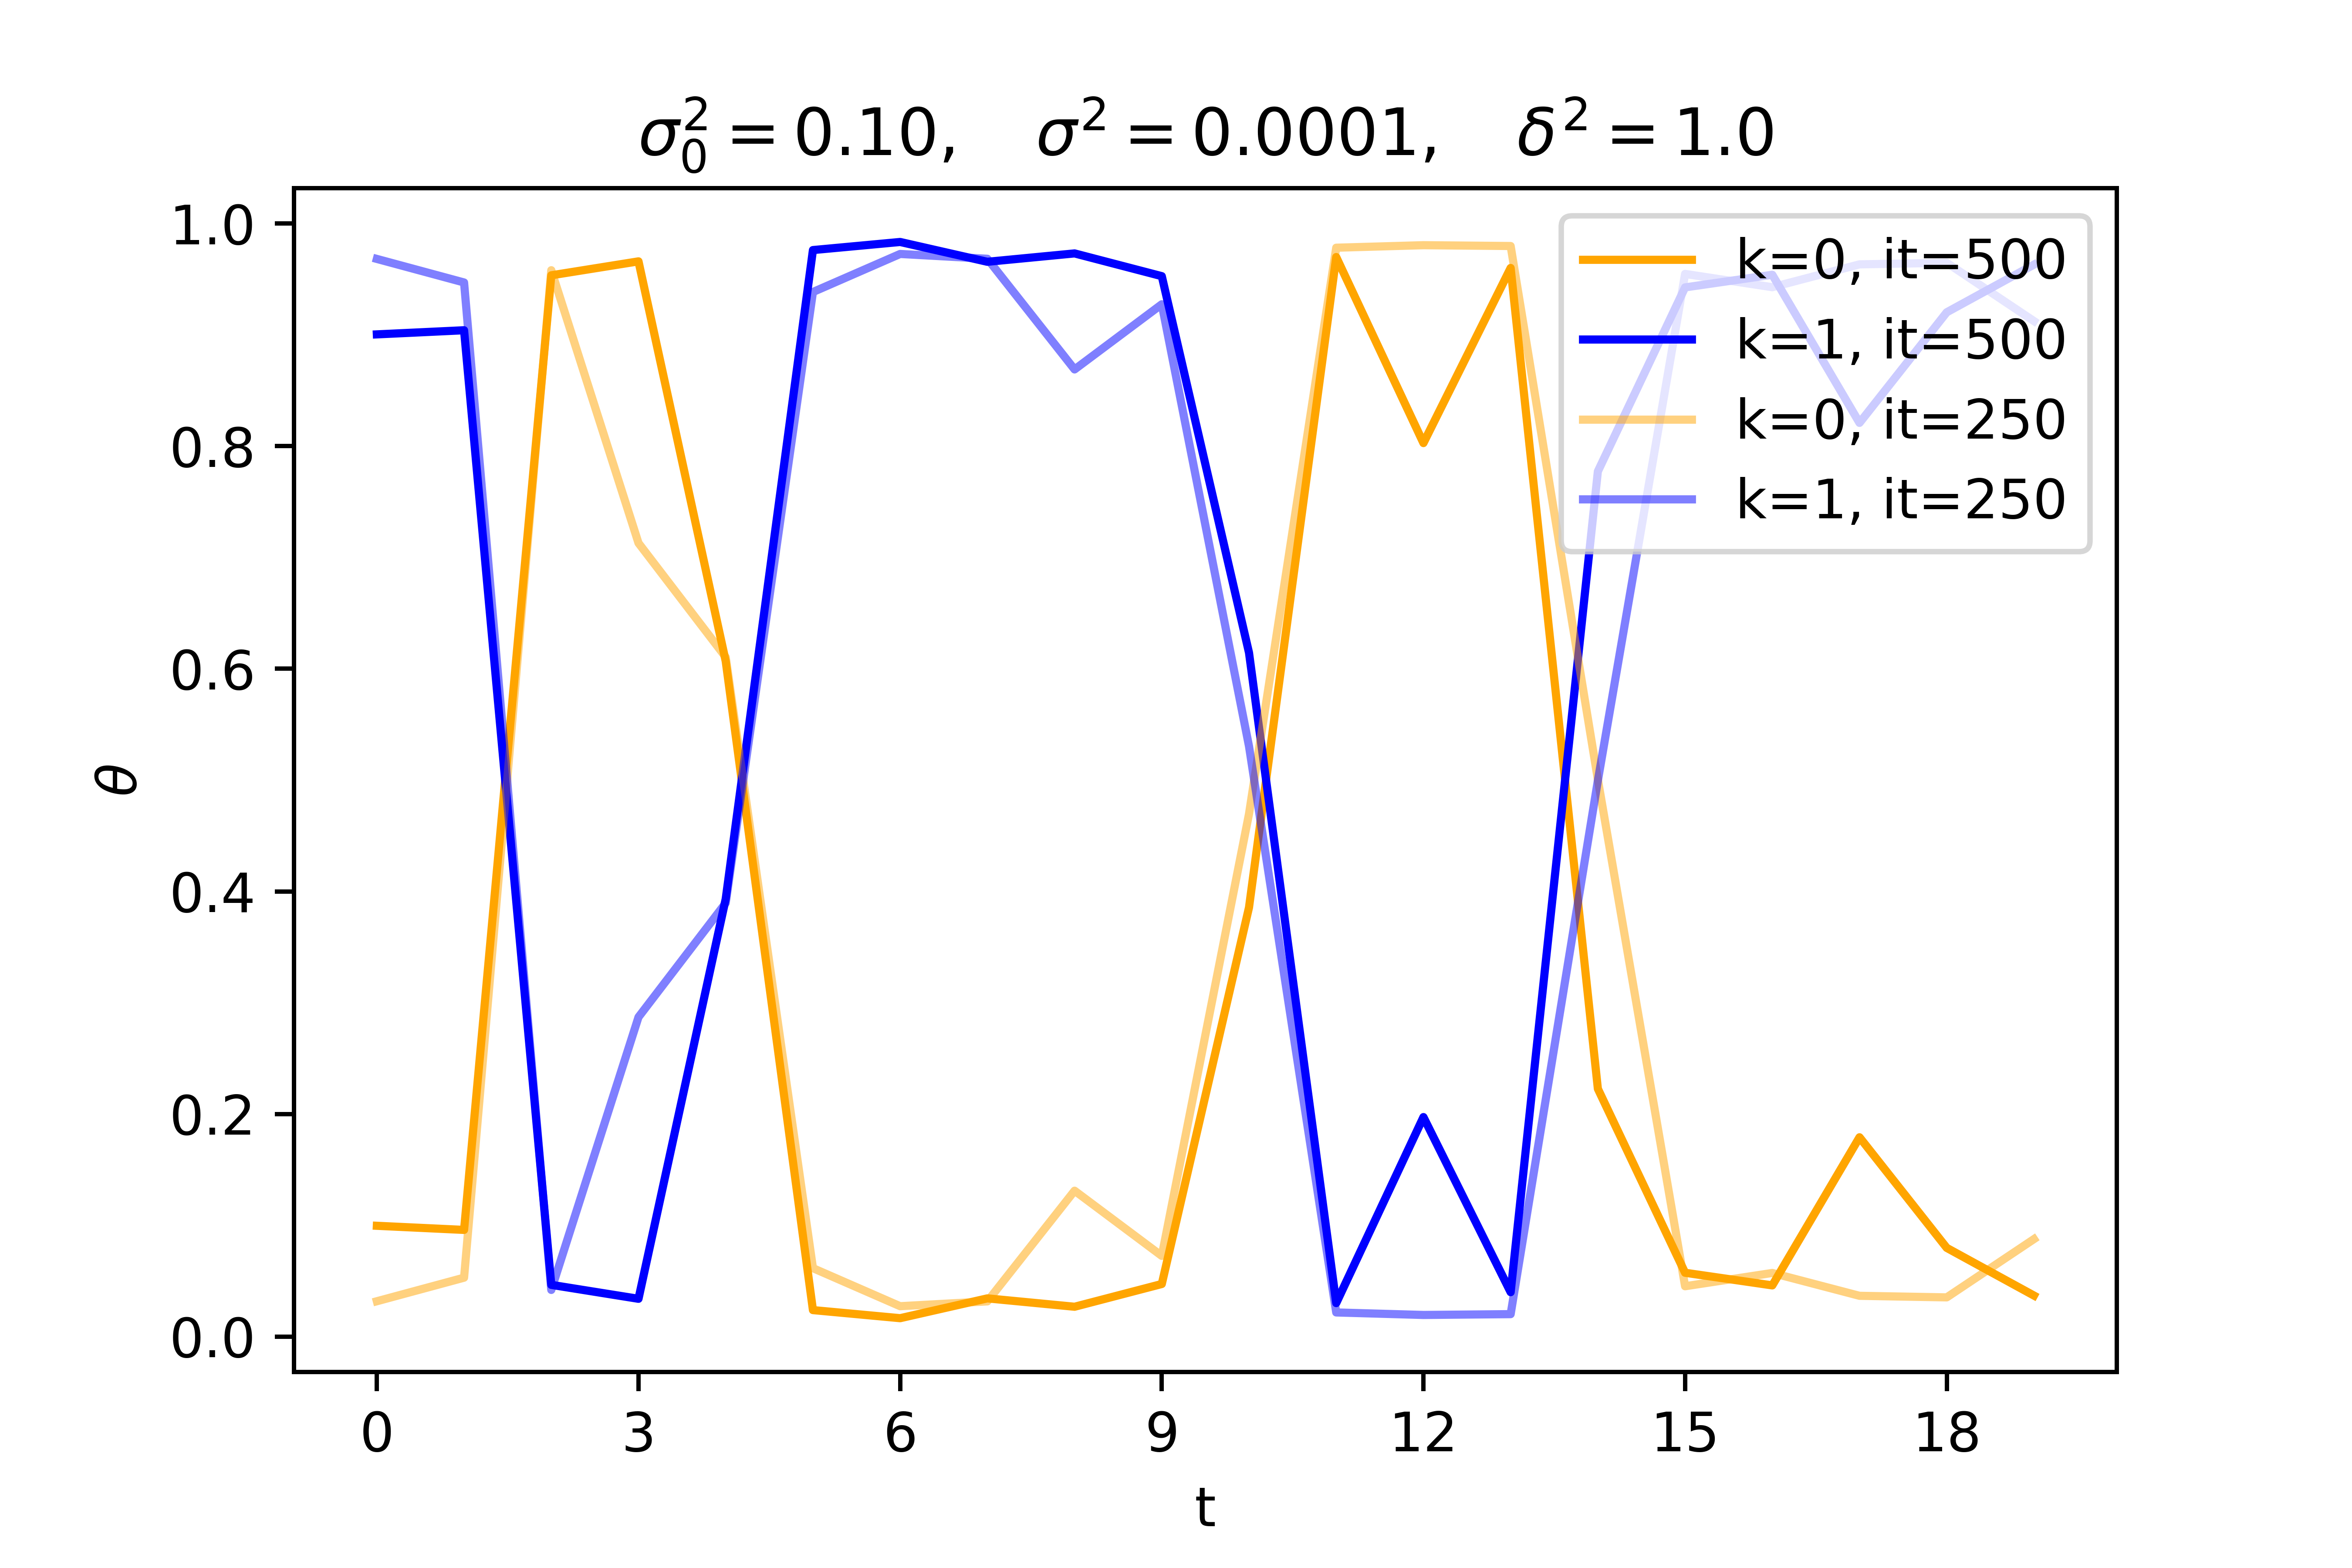 σ₀² = 0.10, σ² = 0.0001, δ² = 1.0
1.0
0.8
0.6
0.4
0.2
0.0
θ
k=0, it=500
k=1, it=500
k=0, it=250
k=1, it=250
0 3 6 9 12 15 18
t